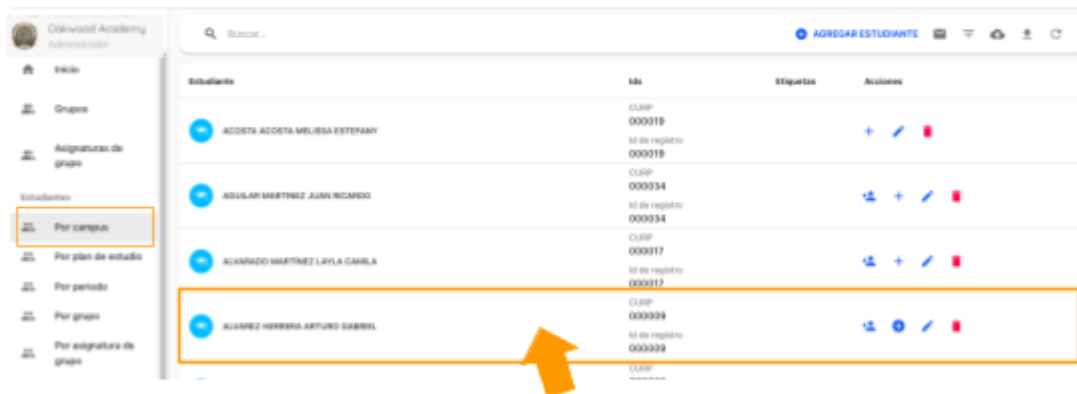 Oakwood Academy
Administrador
Buscar...
AGREGAR ESTUDIANTE
Inicio
Grupos
Asignaturas de
grupo
Estudiantes
Por campus
Por plan de estudio
Por periodo
Por grupo
Por asignatura de
grupo
Estudiante
Ids
Etiquetas
Acciones
ACOSTA ACOSTA MELISSA ESTEFANY
CURP
000019
Id de registro
000019
AGUILAR MARTINEZ JUAN RICARDO
CURP
000034
Id de registro
000034
ALVARADO MARTÍNEZ LAYLA CAMILA
CURP
000017
Id de registro
000017
ALVAREZ HERRERA ARTURO GABRIEL
CURP
000009
Id de registro
000009
CURP